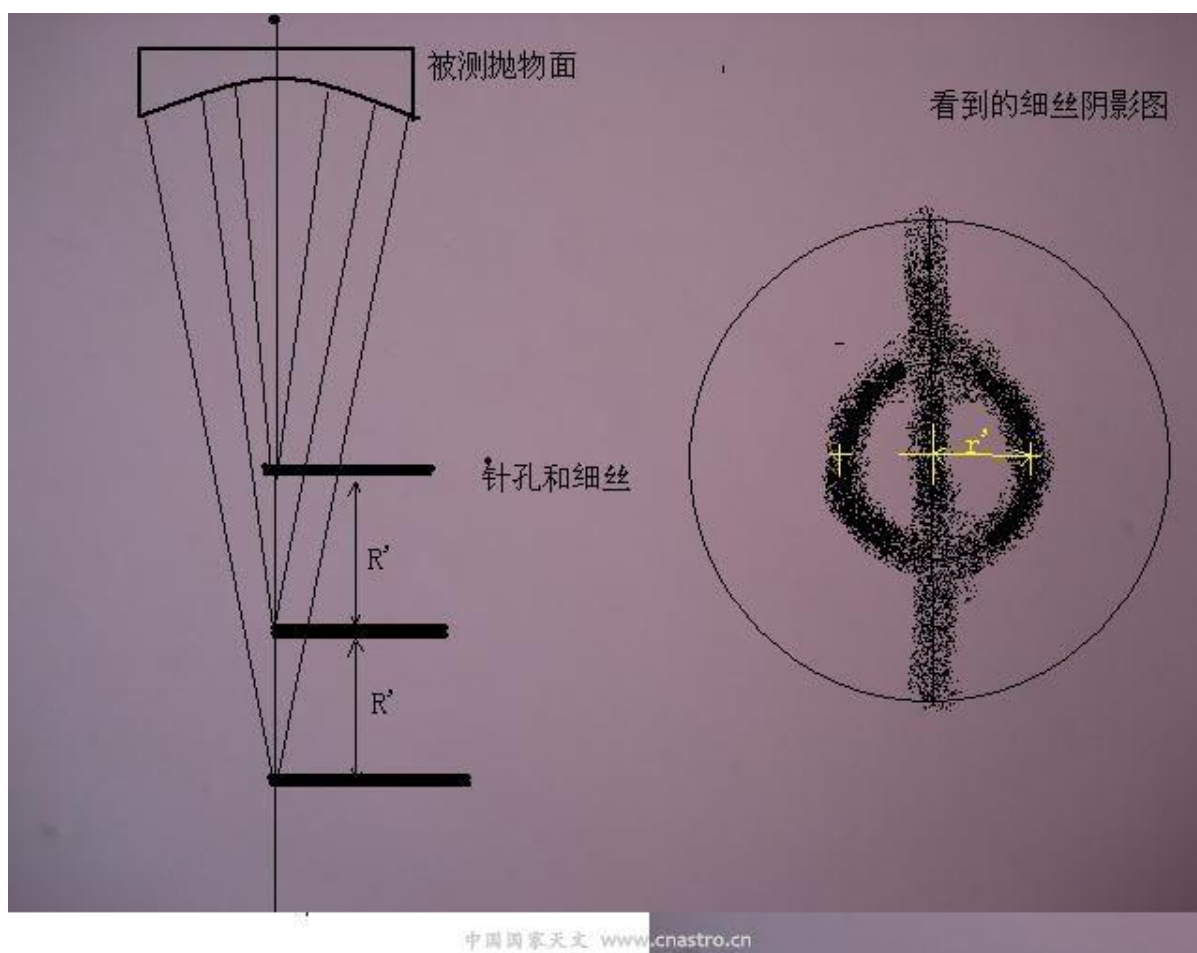 被测抛物面
看到的细丝阴影图
r’
针孔和细丝
R’
R’
中国国家天文 www.cnastro.cn